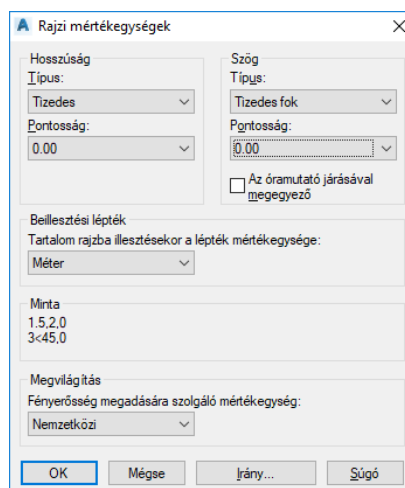 Rajzi mértékegységek
Hosszúság
Típus:
Tizedes
Pontosság:
0.00
Szög
Típus:
Tizedes fok
Pontosság:
0.00
Az óramutató járásával
megegyező
Beillesztési lépték
Tartalom rajzba illesztésekor a lépték mértékegysége:
Méter
Minta
1.5,2,0
3<45,0
Megvilágítás
Fényerősség megadására szolgáló mértékegység:
Nemzetközi
OK
Mégse
Irány...
Súgó